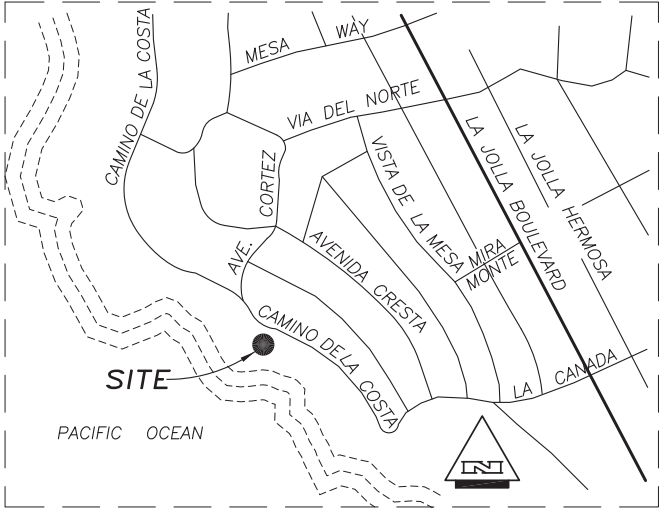 CAMINO DE LA COSTA
MESA WAY
VIA DEL NORTE
LA JOLLA BOULEVARD
LA JOLLA HERMOSA
VISTA DE LA MESA
CORTEZ
AVE.
AVENIDA CRESTA
MIRA
MONTE
CAMINO DE LA COSTA
SITE
LA CANADA
PACIFIC OCEAN
N